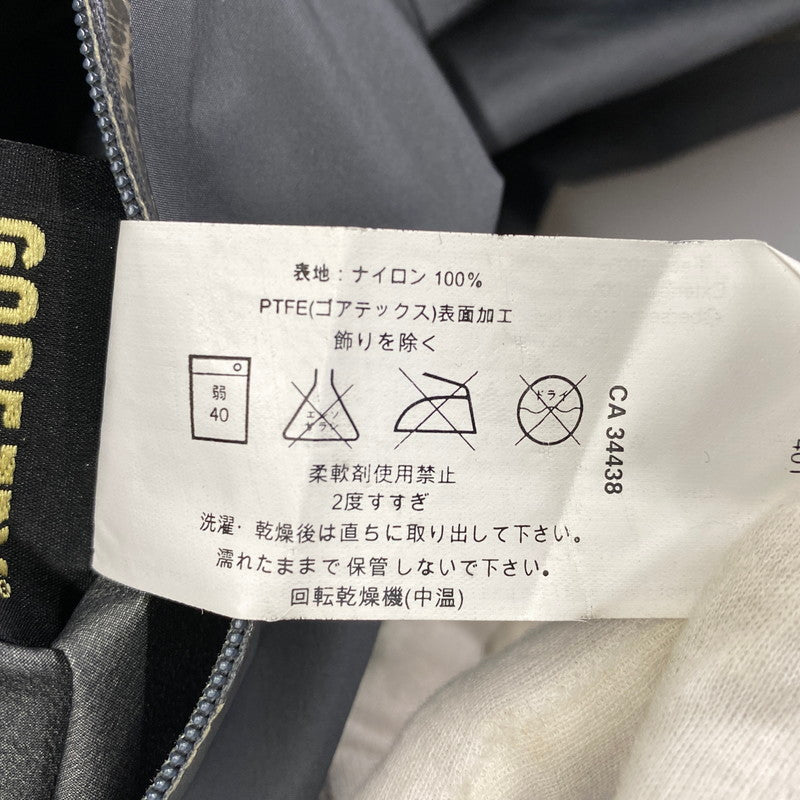 表地：ナイロン 100%
PTFE(ゴアテックス)表面加工
飾りを除く
弱
40
エンソ
サラシ
ドライ
柔軟剤使用禁止
2度すすぎ
洗濯・乾燥後は直ちに取り出して下さい。
濡れたままで 保管 しないで下さい。
回転乾燥機(中温)
CA 34438
GORE-TEX®